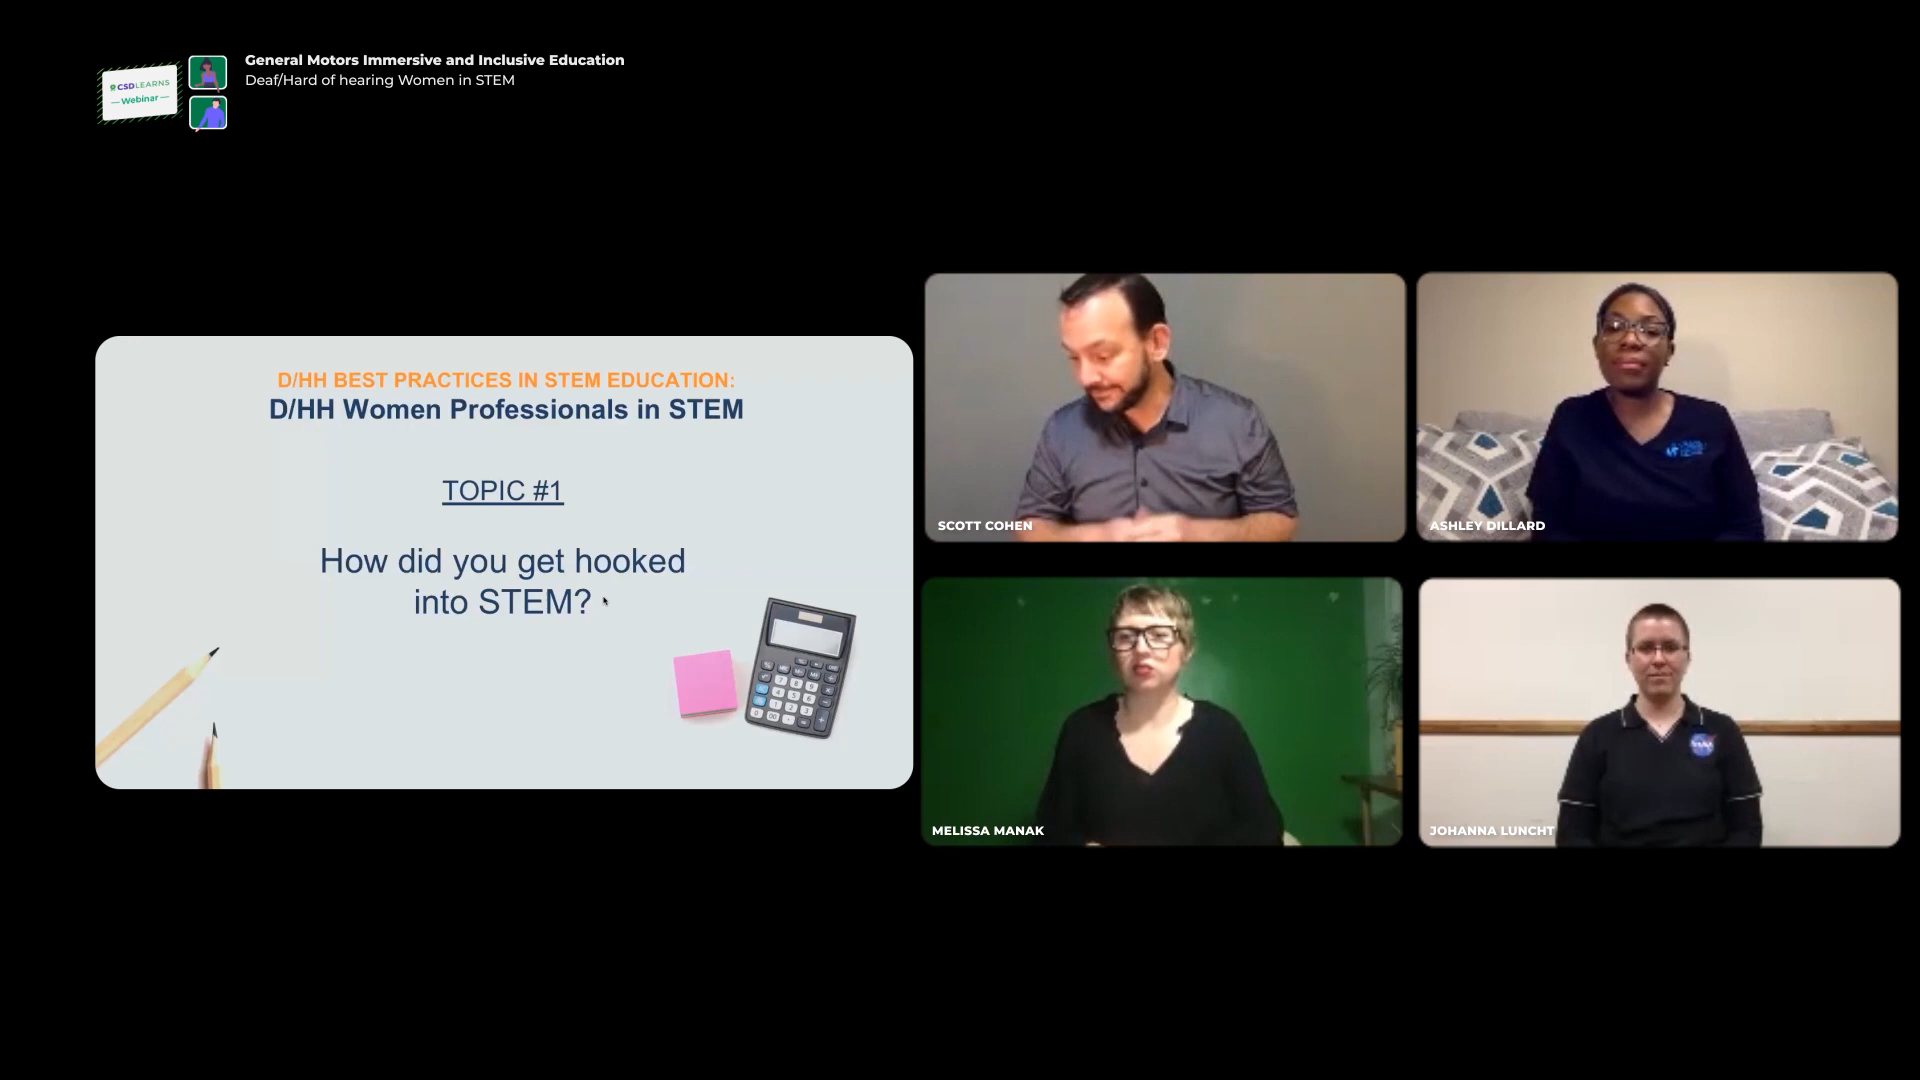 CSDLEARNS
— Webinar —
General Motors Immersive and Inclusive Education
Deaf/Hard of hearing Women in STEM
D/HH BEST PRACTICES IN STEM EDUCATION:
D/HH Women Professionals in STEM
TOPIC #1
How did you get hooked
into STEM?
SCOTT COHEN
ASHLEY DILLARD
MELISSA MANAK
JOHANNA LUNCHT
NASA